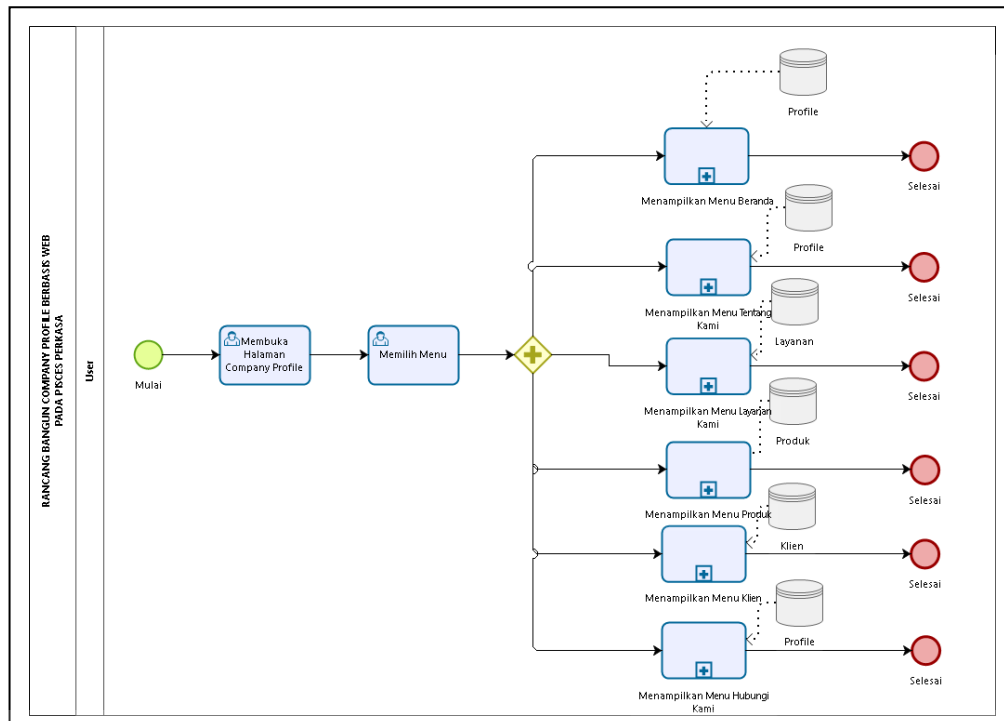 RANCANG BANGUN COMPANY PROFILE BERBASIS WEB
PADA PISCES PERKASA
User
Mulai
Membuka
Halaman
Company Profile
Memilih Menu
Profile
Menampilkan Menu Beranda
Selesai
Profile
Menampilkan Menu Tentang
Kami
Selesai
Layanan
Menampilkan Menu Layanan
Kami
Selesai
Produk
Menampilkan Menu Produk
Selesai
Klien
Menampilkan Menu Klien
Selesai
Profile
Menampilkan Menu Hubungi
Kami
Selesai